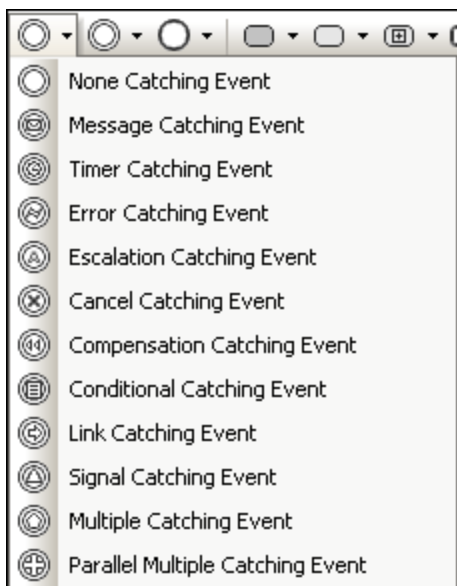 None Catching Event
Message Catching Event
Timer Catching Event
Error Catching Event
Escalation Catching Event
Cancel Catching Event
Compensation Catching Event
Conditional Catching Event
Link Catching Event
Signal Catching Event
Multiple Catching Event
Parallel Multiple Catching Event